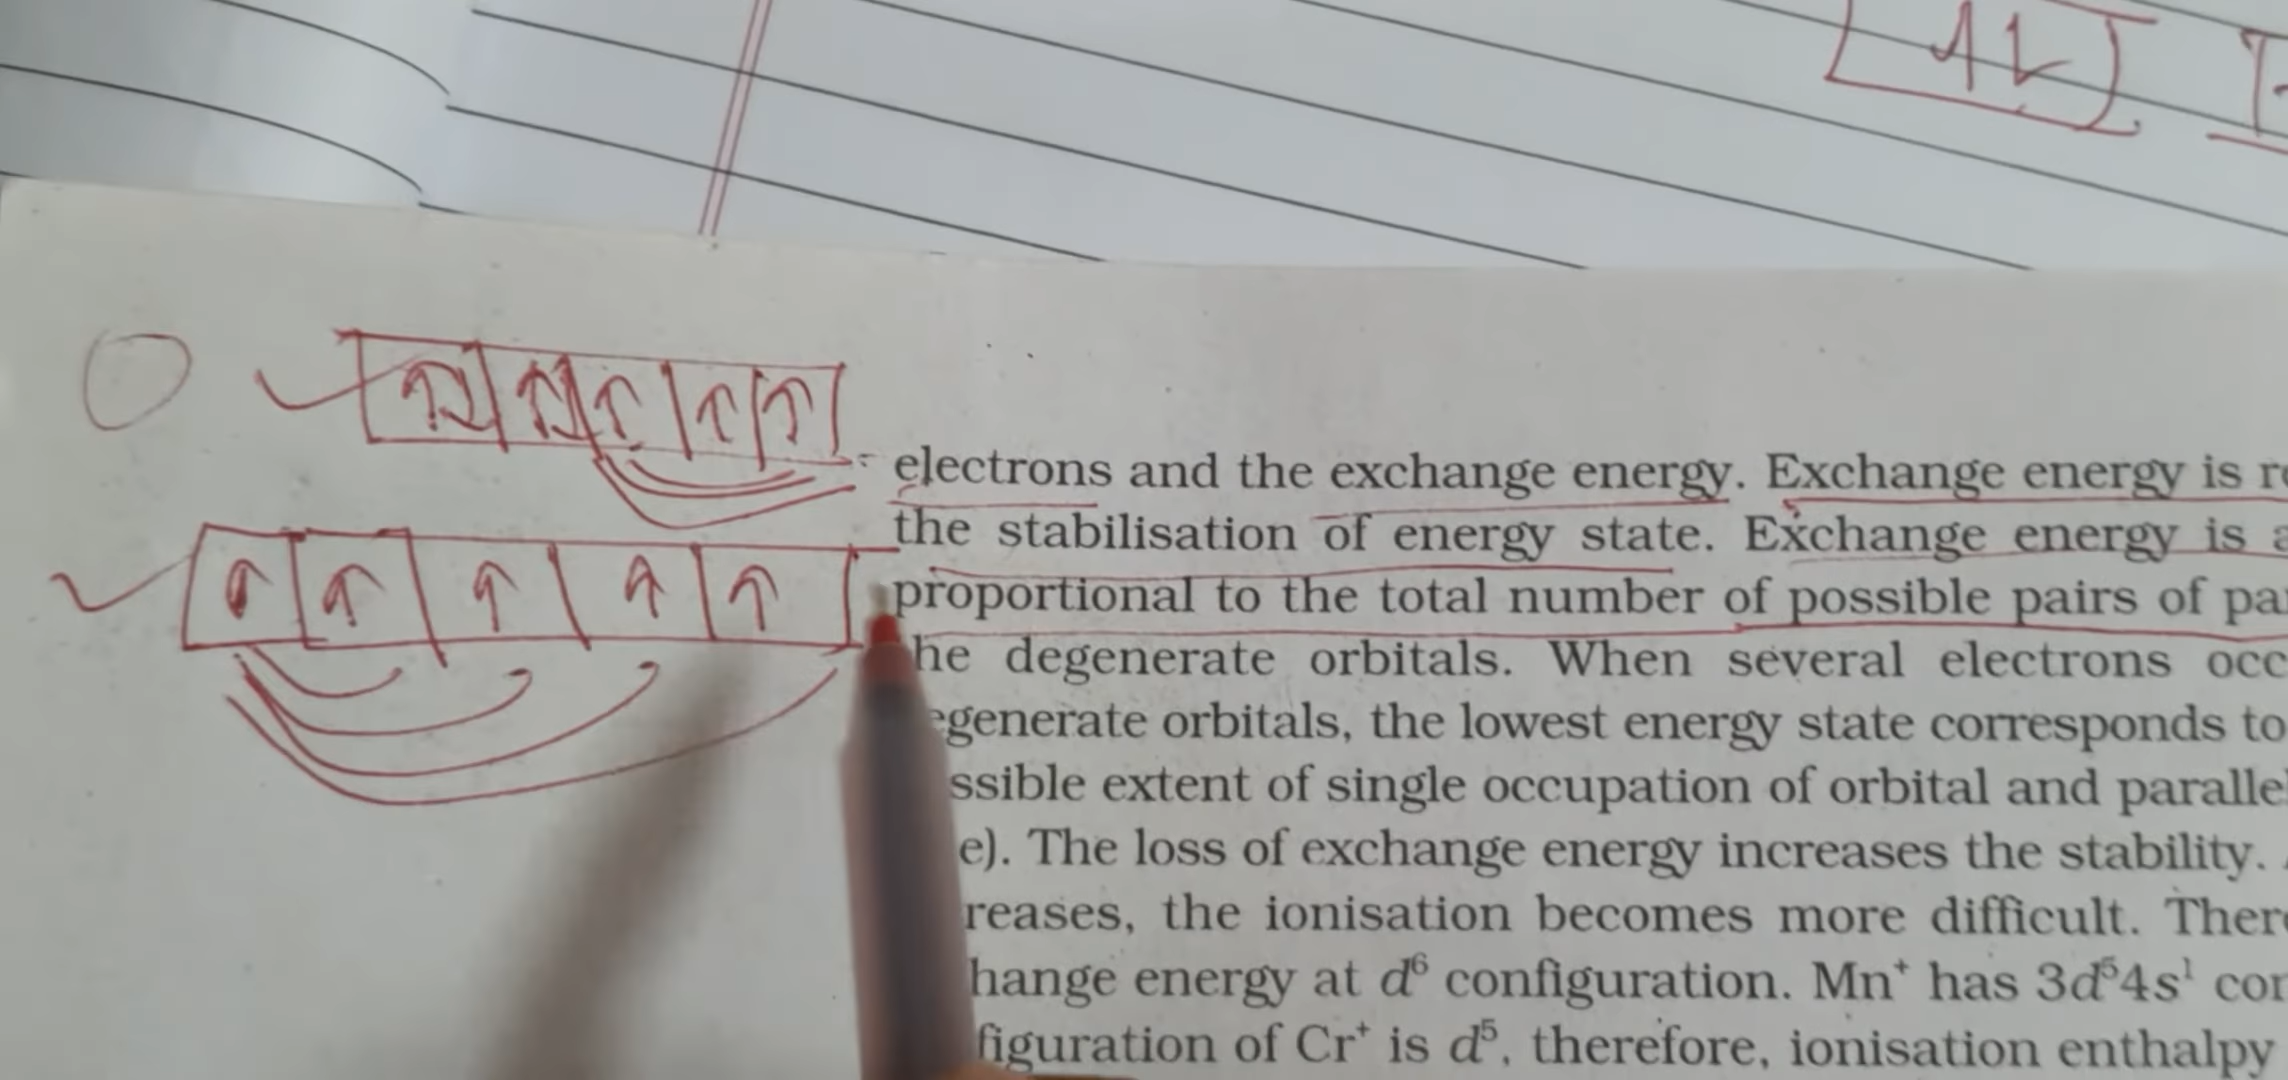 electrons and the exchange energy. Exchange energy is
the stabilisation of energy state. Exchange energy is
proportional to the total number of possible pairs of
he degenerate orbitals. When several electrons occ
egenerate orbitals, the lowest energy state corresponds to
ssible extent of single occupation of orbital and paralle
e). The loss of exchange energy increases the stability.
reases, the ionisation becomes more difficult. Ther
hange energy at d⁶ configuration. Mn⁺ has 3d⁵4s¹ con
figuration of Cr⁺ is d⁵, therefore, ionisation enthalpy